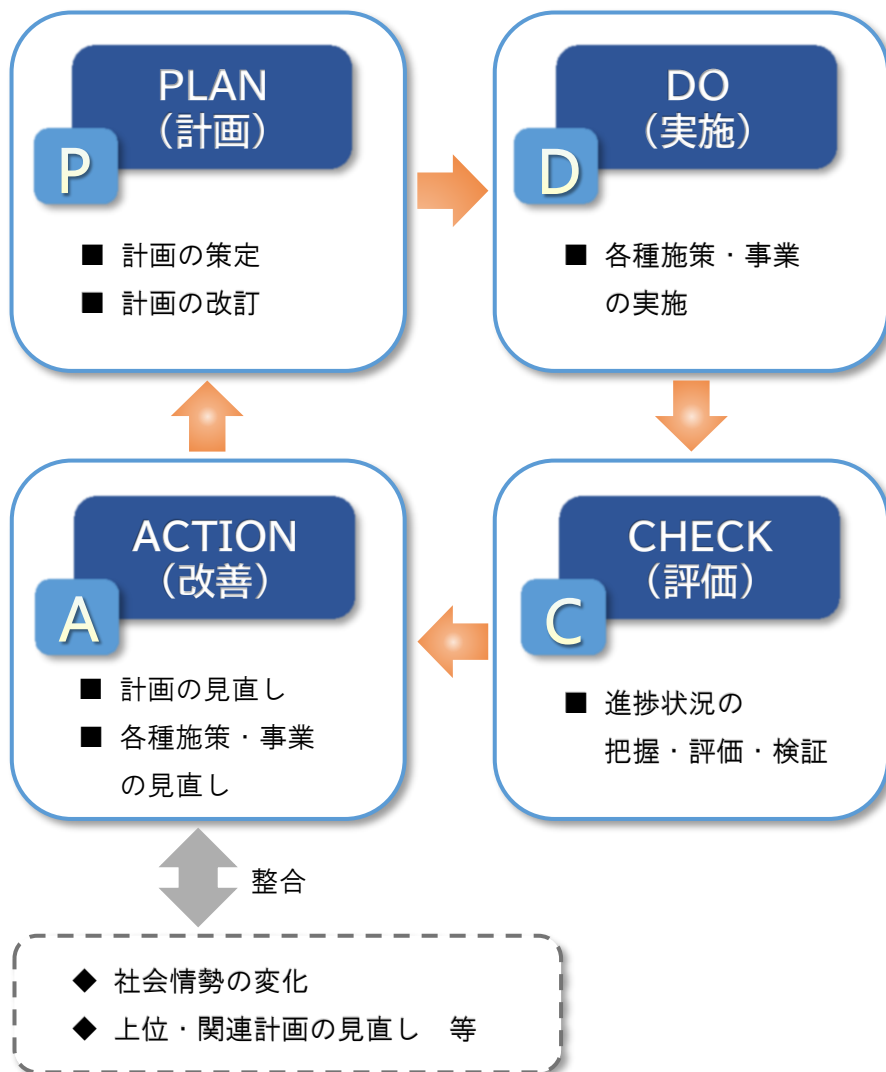 PLAN
（計画）
P
■ 計画の策定
■ 計画の改訂
DO
（実施）
D
■ 各種施策・事業
の実施
ACTION
（改善）
A
■ 計画の見直し
■ 各種施策・事業
の見直し
CHECK
（評価）
C
■ 進捗状況の
把握・評価・検証
整合
◆ 社会情勢の変化
◆ 上位・関連計画の見直し　等